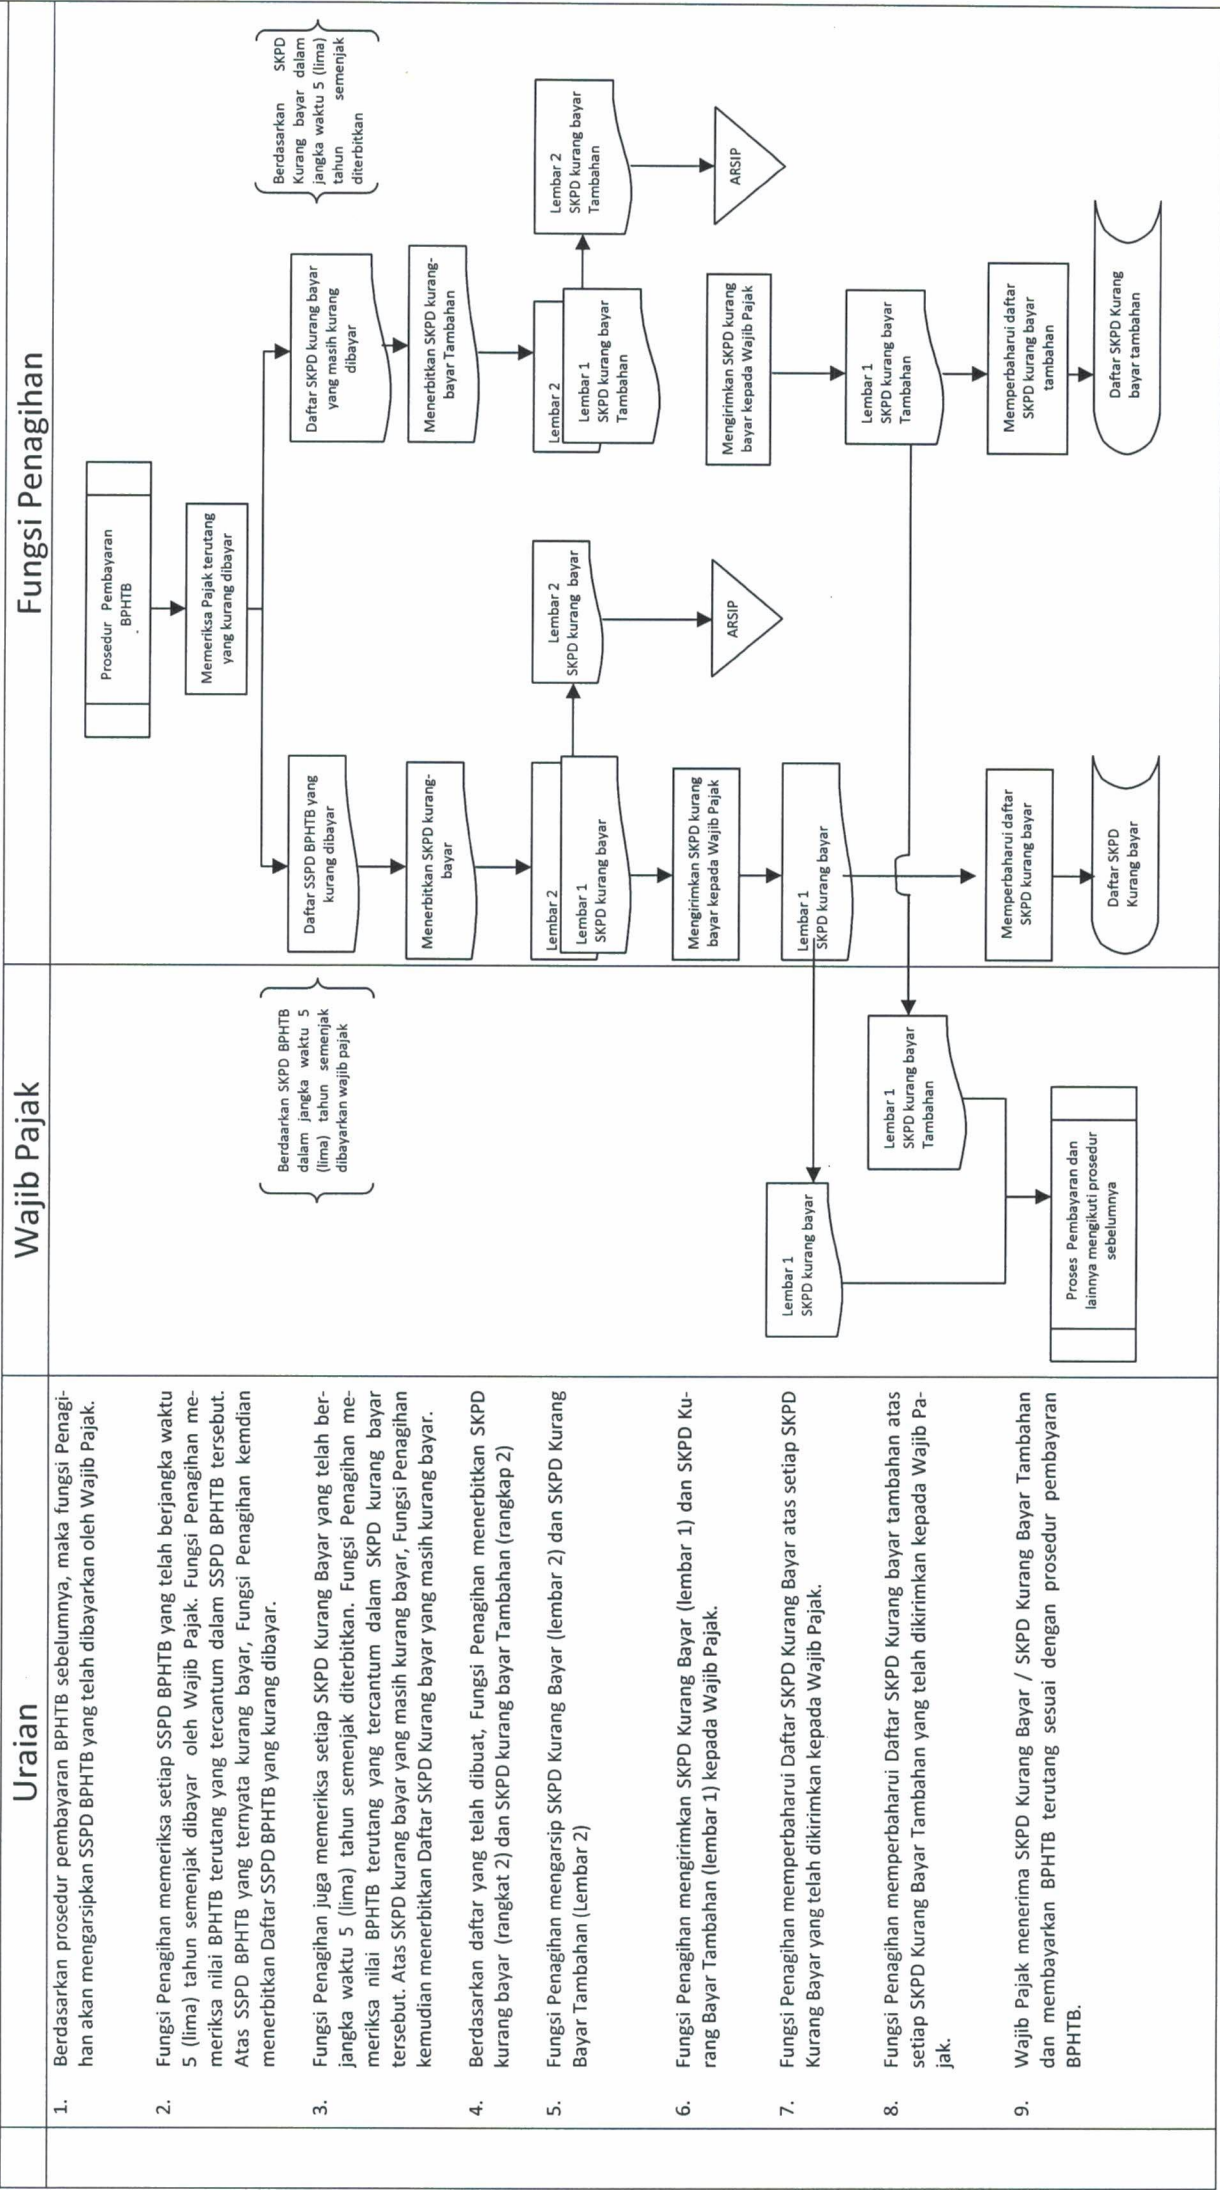 Uraian
Wajib Pajak
Fungsi Penagihan
1. Berdasarkan prosedur pembayaran BPHTB sebelumnya, maka fungsi Penagi-
han akan mengarsipkan SSPD BPHTB yang telah dibayarkan oleh Wajib Pajak.
2. Fungsi Penagihan memeriksa setiap SSPD BPHTB yang telah berjangka waktu
5 (lima) tahun semenjak dibayar oleh Wajib Pajak. Fungsi Penagihan me-
meriksa nilai BPHTB terutang yang tercantum dalam SSPD BPHTB tersebut.
Atas SSPD BPHTB yang ternyata kurang bayar, Fungsi Penagihan kemdian
menerbitkan Daftar SSPD BPHTB yang kurang dibayar.
3. Fungsi Penagihan juga memeriksa setiap SKPD Kurang Bayar yang telah ber-
jangka waktu 5 (lima) tahun semenjak diterbitkan. Fungsi Penagihan me-
meriksa nilai BPHTB terutang yang tercantum dalam SKPD kurang bayar
tersebut. Atas SKPD kurang bayar yang masih kurang bayar, Fungsi Penagihan
kemudian menerbitkan Daftar SKPD Kurang bayar yang masih kurang bayar.
4. Berdasarkan daftar yang telah dibuat, Fungsi Penagihan menerbitkan SKPD
kurang bayar (rangkat 2) dan SKPD kurang bayar Tambahan (rangkap 2)
5. Fungsi Penagihan mengarsip SKPD Kurang Bayar (lembar 2) dan SKPD Kurang
Bayar Tambahan (Lembar 2)
6. Fungsi Penagihan mengirimkan SKPD Kurang Bayar (lembar 1) dan SKPD Ku-
rang Bayar Tambahan (lembar 1) kepada Wajib Pajak.
7. Fungsi Penagihan memperbaharui Daftar SKPD Kurang Bayar atas setiap SKPD
Kurang Bayar yang telah dikirimkan kepada Wajib Pajak.
8. Fungsi Penagihan memperbaharui Daftar SKPD Kurang bayar tambahan atas
setiap SKPD Kurang Bayar Tambahan yang telah dikirimkan kepada Wajib Pa-
jak.
9. Wajib Pajak menerima SKPD Kurang Bayar / SKPD Kurang Bayar Tambahan
dan membayarkan BPHTB terutang sesuai dengan prosedur pembayaran
BPHTB.
Berdaarkan SKPD BPHTB
dalam jangka waktu 5
(lima) tahun semenjak
dibayarkan wajib pajak
Lembar 1
SKPD kurang bayar
Lembar 1
SKPD kurang bayar
Tambahan
Proses Pembayaran dan
lainnya mengikuti prosedur
sebelumnya
Prosedur Pembayaran
BPHTB
Memeriksa Pajak terutang
yang kurang dibayar
Daftar SSPD BPHTB yang
kurang dibayar
Menerbitkan SKPD kurang-
bayar
Lembar 2
Lembar 1
SKPD kurang bayar
Lembar 2
SKPD kurang bayar
ARSIP
Mengirimkan SKPD kurang
bayar kepada Wajib Pajak
Lembar 1
SKPD kurang bayar
Memperbaharui daftar
SKPD kurang bayar
Daftar SKPD
Kurang bayar
Berdasarkan SKPD
Kurang bayar dalam
jangka waktu 5 (lima)
tahun semenjak
diterbitkan
Daftar SKPD kurang bayar
yang masih kurang
dibayar
Menerbitkan SKPD kurang-
bayar Tambahan
Lembar 2
Lembar 1
SKPD kurang bayar
Tambahan
Lembar 2
SKPD kurang bayar
Tambahan
ARSIP
Mengirimkan SKPD kurang
bayar kepada Wajib Pajak
Lembar 1
SKPD kurang bayar
Tambahan
Memperbaharui daftar
SKPD kurang bayar
tambahan
Daftar SKPD Kurang
bayar tambahan